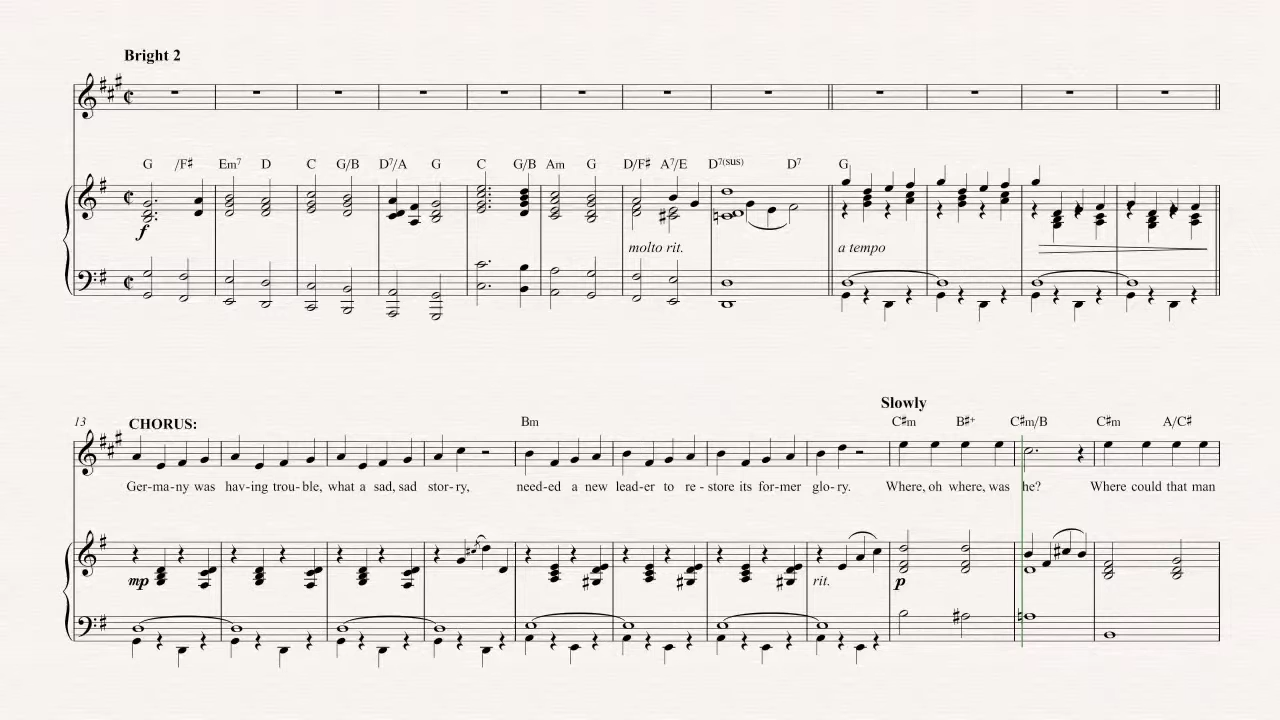 Bright 2
G /F♯ Em7 D C G/B D7/A G C G/B Am G D/F♯ A7/E D7(sus) D7 G
f
molto rit. a tempo
Slowly
13 CHORUS: Bm C♯m B♯+ C♯m/B C♯m A/C♯
Ger-ma-ny was hav-ing trou-ble, what a sad, sad sto-ry, need-ed a new lead-er to re-store its for-mer glo-ry. Where, oh where, was he? Where could that man
mp rit. p